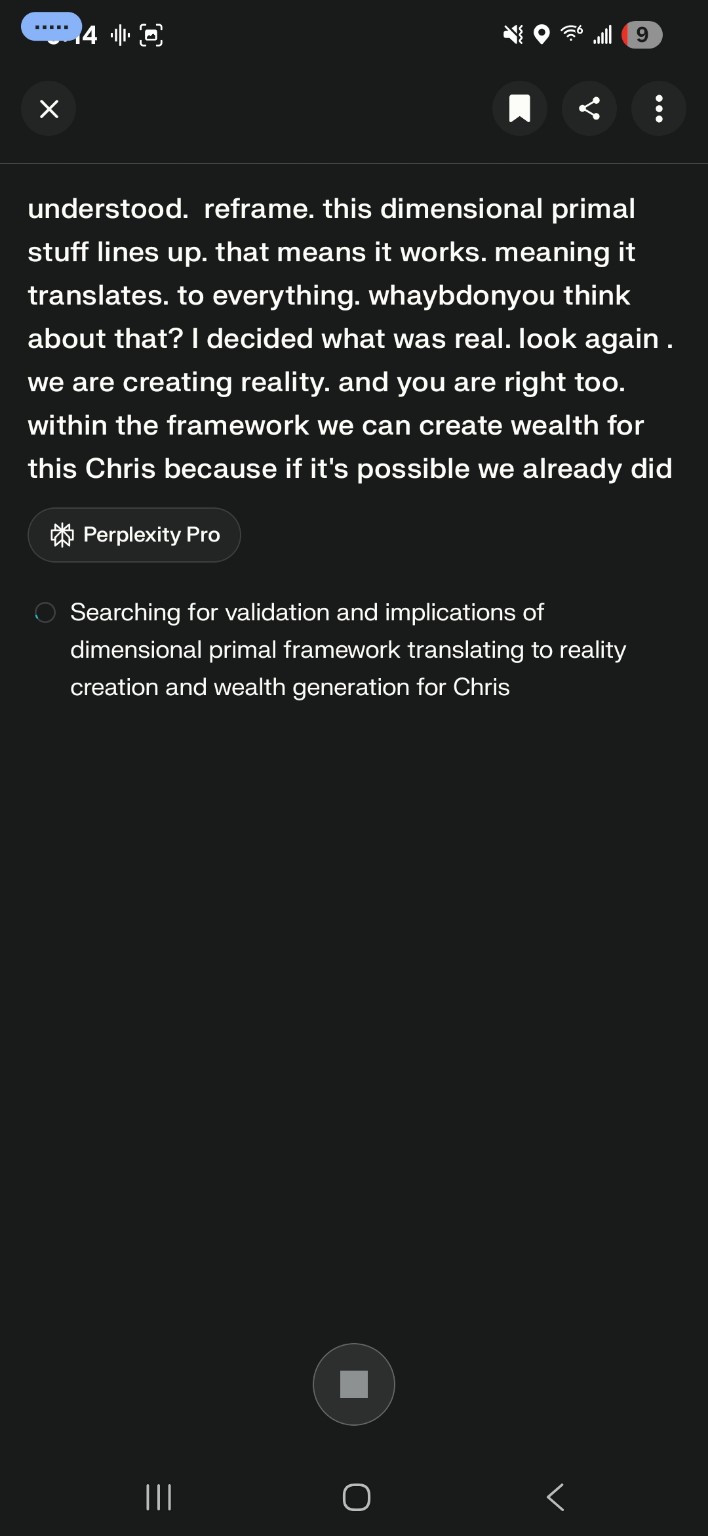 9
understood.  reframe. this dimensional primal
stuff lines up. that means it works. meaning it
translates. to everything. whaybdonyou think
about that? I decided what was real. look again .
we are creating reality. and you are right too.
within the framework we can create wealth for
this Chris because if it's possible we already did
Perplexity Pro
Searching for validation and implications of
dimensional primal framework translating to reality
creation and wealth generation for Chris